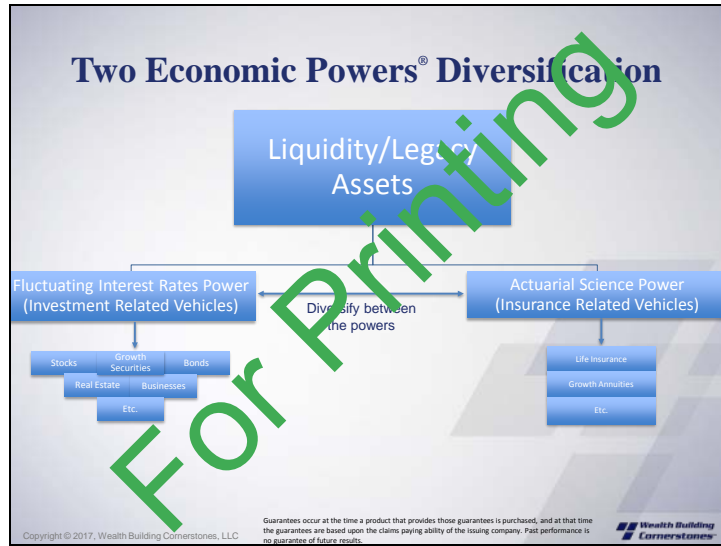 Two Economic Powers® Diversification
Liquidity/Legacy
Assets
Fluctuating Interest Rates Power
(Investment Related Vehicles)
Diversify between
the powers
Actuarial Science Power
(Insurance Related Vehicles)
Stocks
Growth
Securities
Bonds
Real Estate
Businesses
Etc.
Life Insurance
Growth Annuities
Etc.
For Printing
Copyright © 2017, Wealth Building Cornerstones, LLC
Guarantees occur at the time a product that provides those guarantees is purchased, and at that time
the guarantees are based upon the claims paying ability of the issuing company. Past performance is
no guarantee of future results.
Wealth Building
Cornerstones